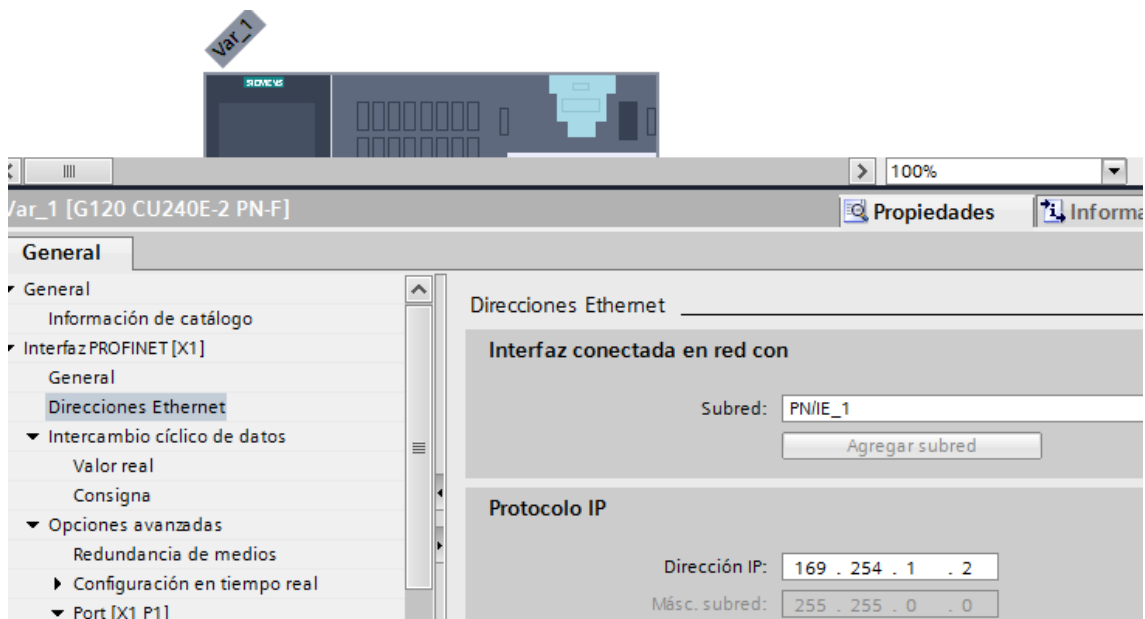 Var_1
SIEMENS
100%
Var_1 [G120 CU240E-2 PN-F]
Propiedades
Informa
General
General
Información de catálogo
Interfaz PROFINET [X1]
General
Direcciones Ethernet
Intercambio cíclico de datos
Valor real
Consigna
Opciones avanzadas
Redundancia de medios
Configuración en tiempo real
Port [X1 P1]
Direcciones Ethernet
Interfaz conectada en red con
Subred: PN/IE_1
Agregar subred
Protocolo IP
Dirección IP: 169 . 254 . 1 . 2
Másc. subred: 255 . 255 . 0 . 0